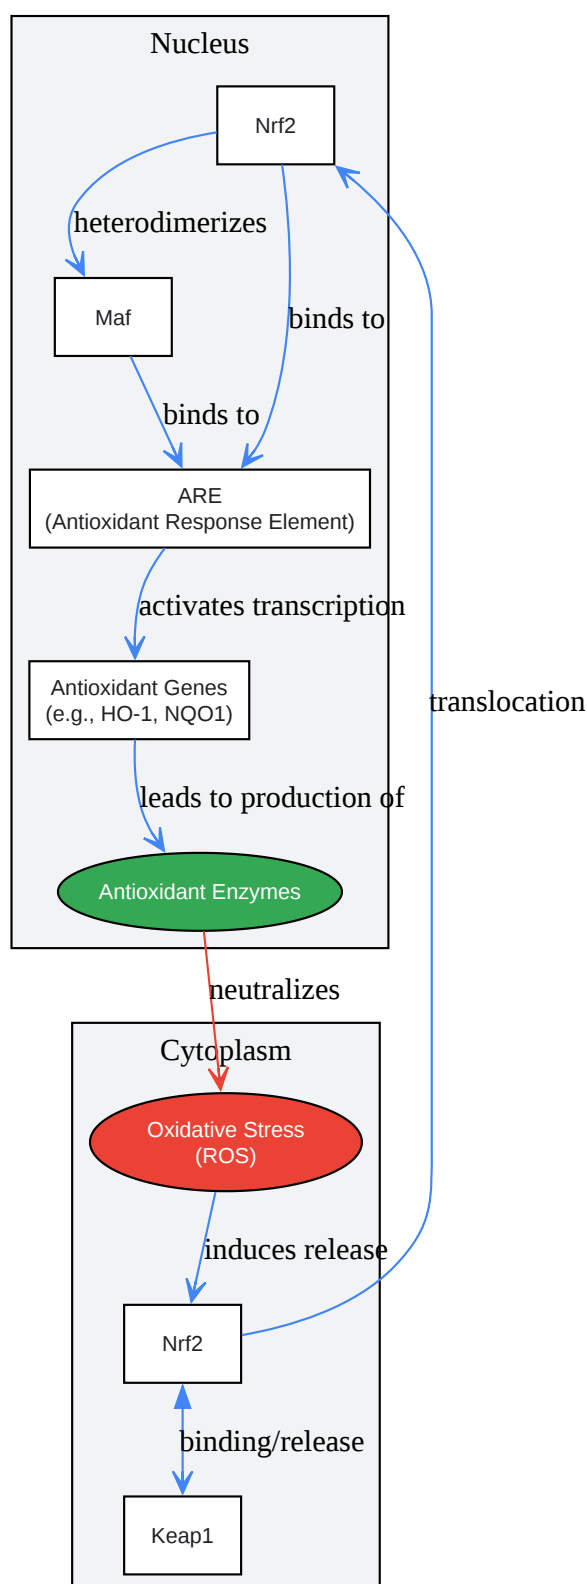 Nucleus
Nrf2
heterodimerizes
Maf
binds to
binds to
ARE
(Antioxidant Response Element)
activates transcription
Antioxidant Genes
(e.g., HO-1, NQO1)
translocation
leads to production of
Antioxidant Enzymes
neutralizes
Cytoplasm
Oxidative Stress
(ROS)
induces release
Nrf2
binding/release
Keap1